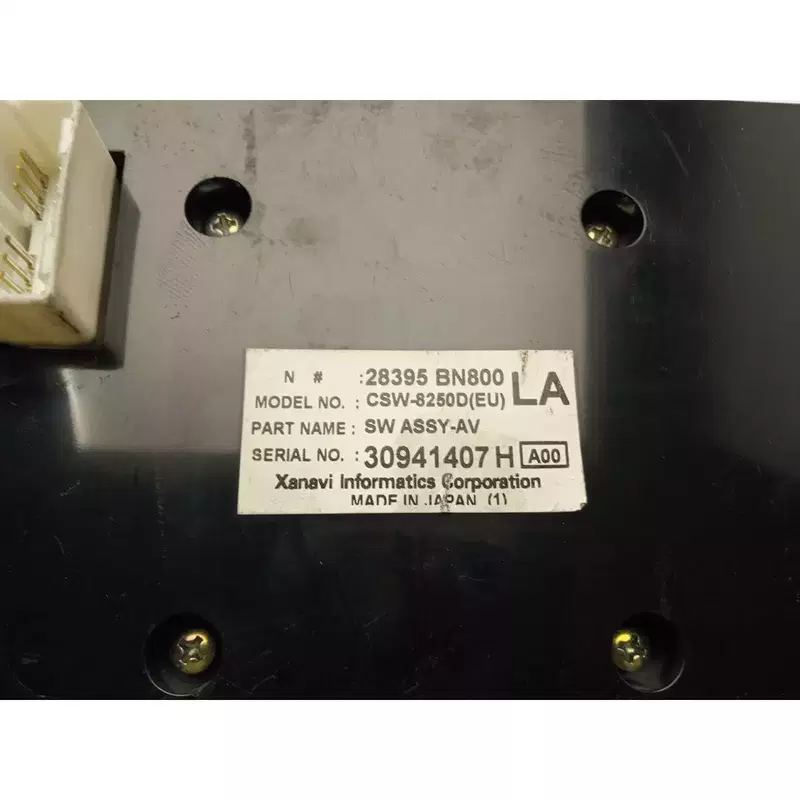 N # :28395 BN800 LA
MODEL NO. : CSW-8250D(EU)
PART NAME : SW ASSY-AV
SERIAL NO. : 30941407 H A00
Xanavi Informatics Corporation
MADE IN JAPAN (1)